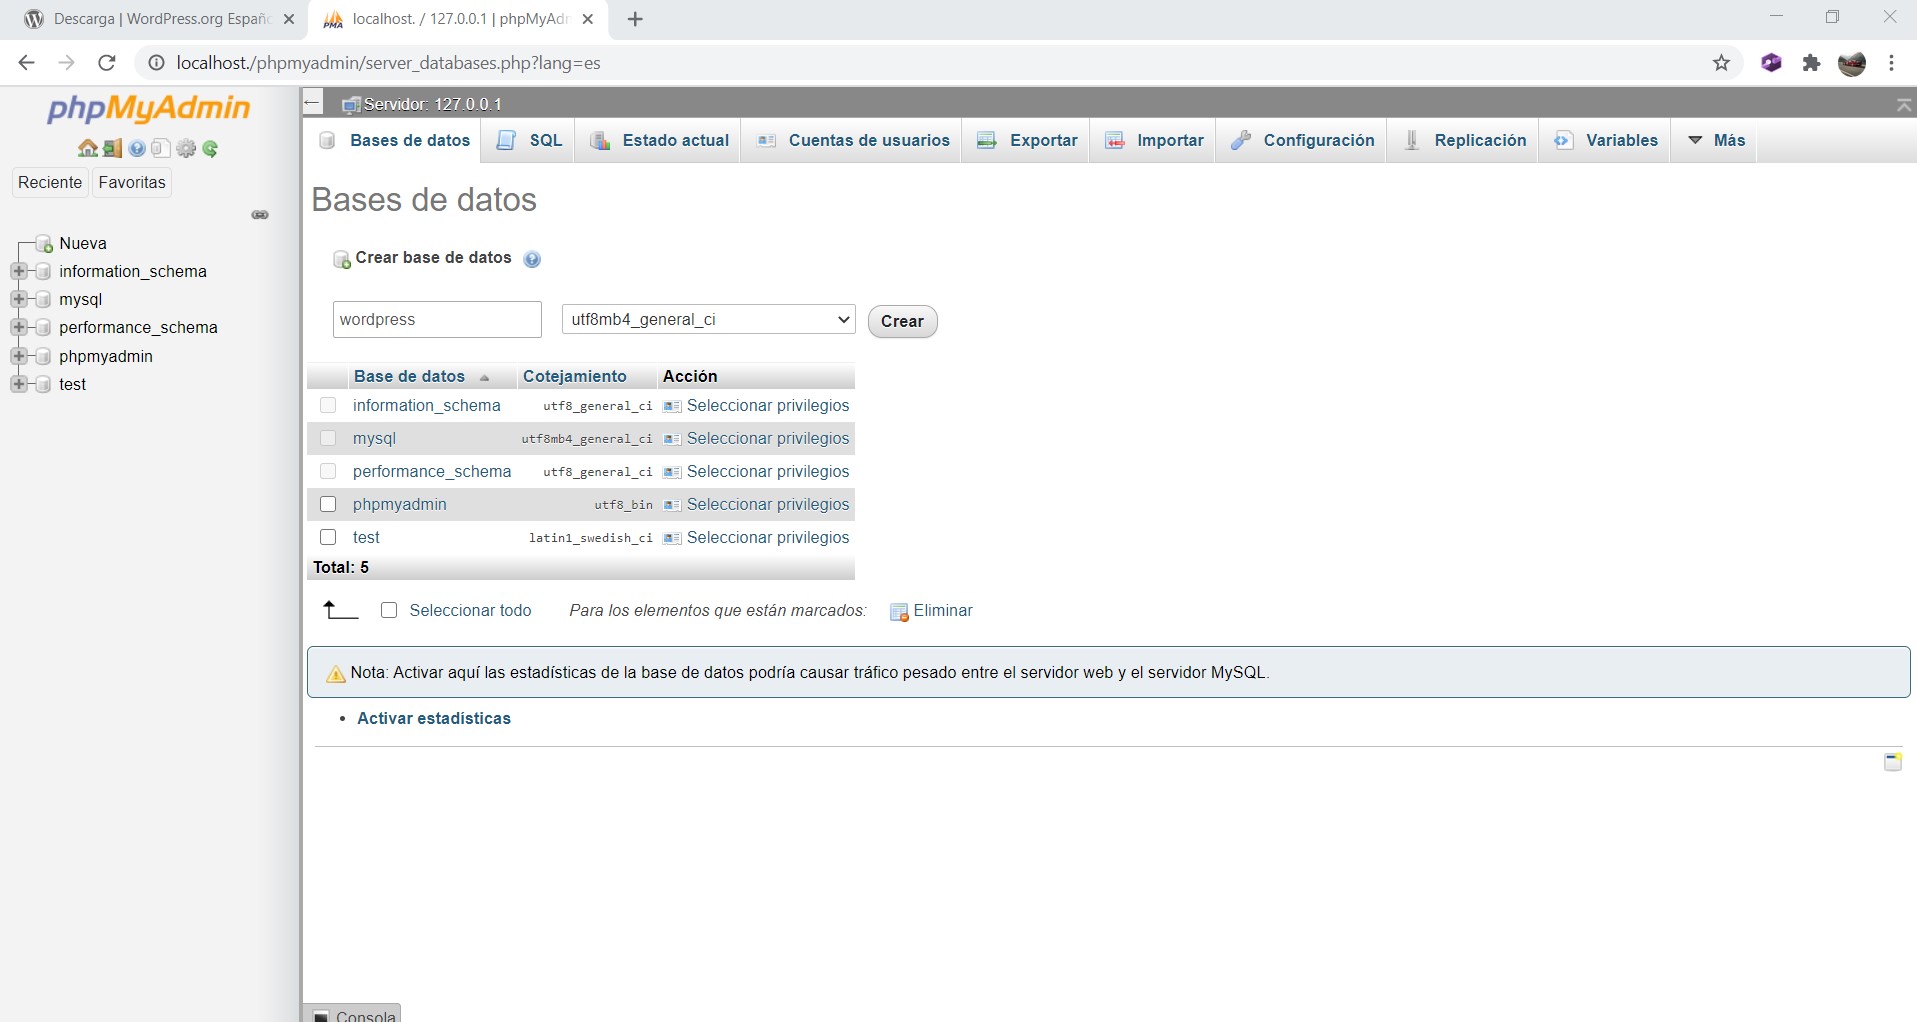 Descarga | WordPress.org Españo
localhost. / 127.0.0.1 | phpMyAdm
localhost./phpmyadmin/server_databases.php?lang=es
phpMyAdmin
Reciente Favoritas
Nueva
information_schema
mysql
performance_schema
phpmyadmin
test
Servidor: 127.0.0.1
Bases de datos SQL Estado actual Cuentas de usuarios Exportar Importar Configuración Replicación Variables Más
Bases de datos
Crear base de datos
wordpress utf8mb4_general_ci Crear
Base de datos Cotejamiento Acción
information_schema utf8_general_ci Seleccionar privilegios
mysql utf8mb4_general_ci Seleccionar privilegios
performance_schema utf8_general_ci Seleccionar privilegios
phpmyadmin utf8_bin Seleccionar privilegios
test latin1_swedish_ci Seleccionar privilegios
Total: 5
Seleccionar todo Para los elementos que están marcados: Eliminar
Nota: Activar aquí las estadísticas de la base de datos podría causar tráfico pesado entre el servidor web y el servidor MySQL.
• Activar estadísticas
Consola